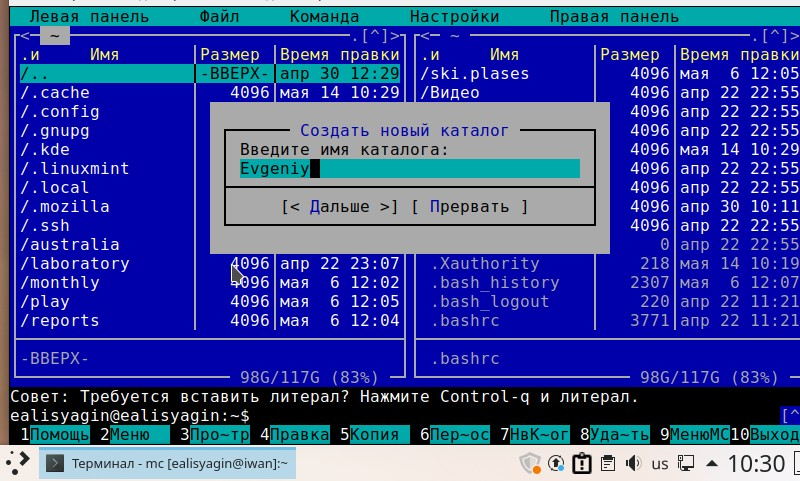 Левая панель Файл Команда Настройки Правая панель
<- ~ .[^]> <- ~ .[^]>
.и Имя Размер Время правки .и Имя Размер Время правки
/.. -ВВЕРХ- апр 30 12:29 /ski.plases 4096 мая 6 12:05
/.cache 4096 мая 14 10:29 /Видео 4096 апр 22 22:55
/.config 4096 апр 22 22:55
/.gnupg Создать новый каталог 4096 апр 22 22:55
/.kde Введите имя каталога: 4096 мая 14 10:29
/.linuxmint Evgeniy 4096 апр 22 22:55
/.local 4096 апр 22 22:55
/.mozilla [< Дальше >] [ Прервать ] 4096 апр 30 10:11
/.ssh 4096 апр 22 22:55
/australia 0 апр 22 22:55
/laboratory 4096 апр 22 23:07 .Xauthority 218 мая 14 10:19
/monthly 4096 мая 6 12:02 .bash_history 2307 мая 6 12:07
/play 4096 мая 6 12:05 .bash_logout 220 апр 22 11:21
/reports 4096 мая 6 12:04 .bashrc 3771 апр 22 11:21
-ВВЕРХ- .bashrc
98G/117G (83%) 98G/117G (83%)
Совет: Требуется вставить литерал? Нажмите Control-q и литерал.
ealisyagin@ealisyagin:~$ [^
1Помощь 2Меню 3Про~тр 4Правка 5Копия 6Пер~ос 7НвК~ог 8Уда~ть 9МенюMC 10Выход
Терминал - mc [ealisyagin@iwan]:~ us 10:30